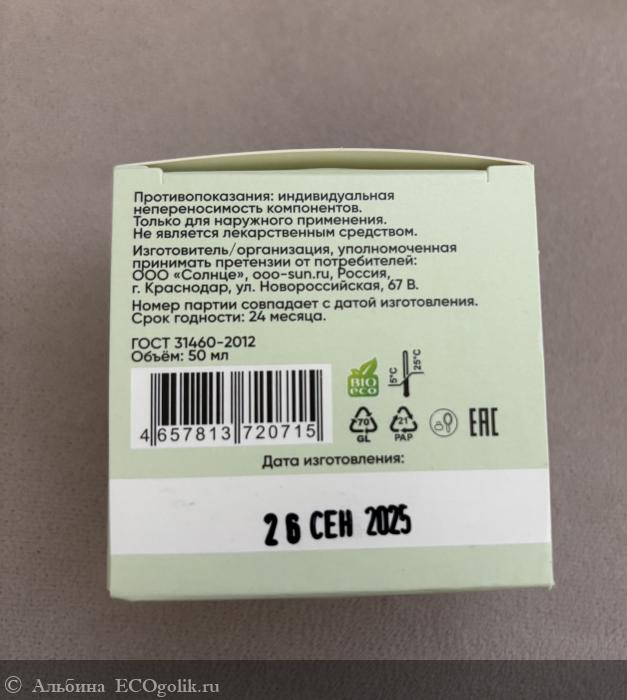 Противопоказания: индивидуальная
непереносимость компонентов.
Только для наружного применения.
Не является лекарственным средством.
Изготовитель/организация, уполномоченная
принимать претензии от потребителей:
ООО «Солнце», ooo-sun.ru, Россия,
г. Краснодар, ул. Новороссийская, 67 В.
Номер партии совпадает с датой изготовления.
Срок годности: 24 месяца.
ГОСТ 31460-2012
Объём: 50 мл
BIO
eco
5°C
25°C
4 657813 720715
70
GL
21
PAP
EAC
Дата изготовления:
26 СЕН 2025
© Альбина ECOgolik.ru